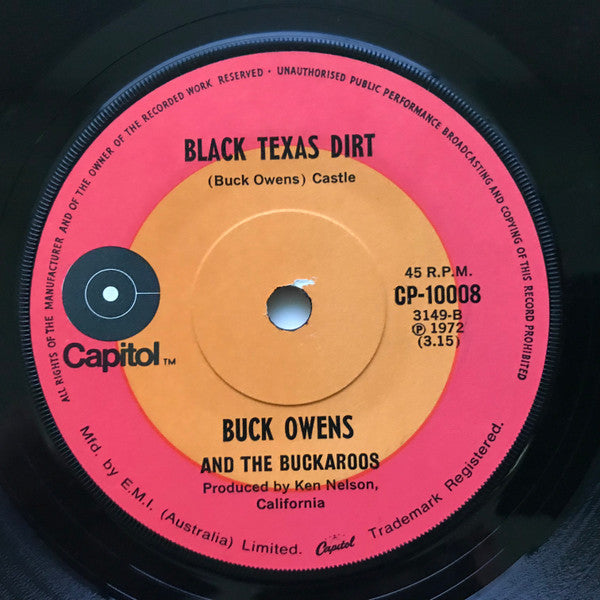 ALL RIGHTS OF THE MANUFACTURER AND OF THE OWNER OF THE RECORDED WORK RESERVED · UNAUTHORISED PUBLIC PERFORMANCE BROADCASTING AND COPYING OF THIS RECORD PROHIBITED
BLACK TEXAS DIRT
(Buck Owens) Castle
Capitol TM
45 R.P.M.
CP-10008
3149-B
Ⓟ 1972
(3.15)
BUCK OWENS
AND THE BUCKAROOS
Produced by Ken Nelson,
California
Mfd. by E.M.I. (Australia) Limited. Capitol Trademark Registered.